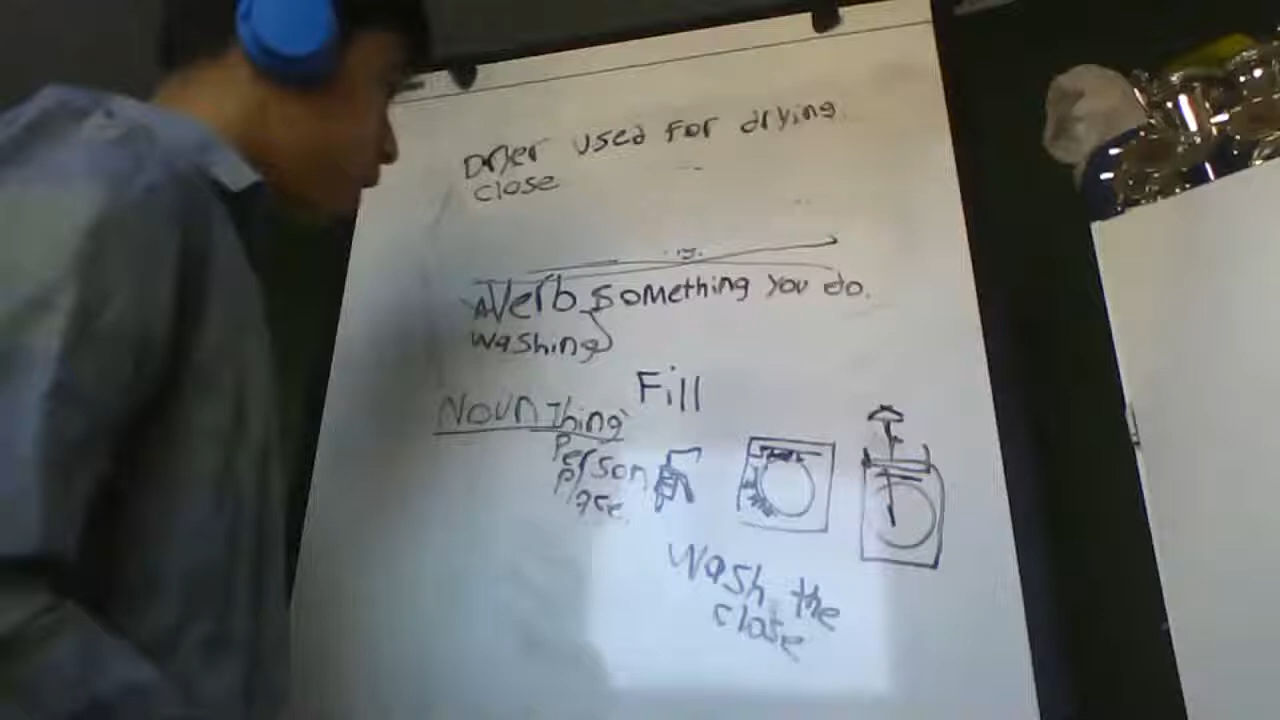 Dryer used for drying.
close
A Verb something you do.
washing
Fill
Noun Thing
Person
Place
Wash the
close